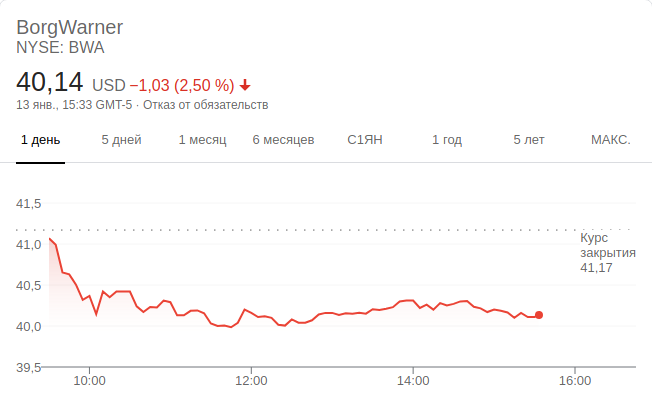 BorgWarner
NYSE: BWA
40,14 USD −1,03 (2,50 %)
13 янв., 15:33 GMT-5 · Отказ от обязательств
1 день 5 дней 1 месяц 6 месяцев С1ЯН 1 год 5 лет МАКС.
41,5
41,0
40,5
40,0
39,5
Курс
закрытия
41,17
10:00 12:00 14:00 16:00